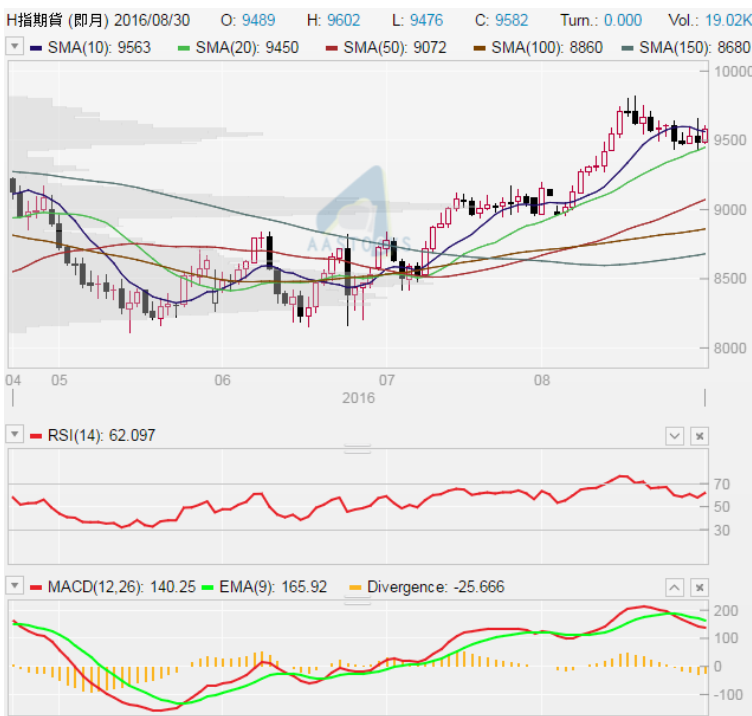 H指期貨 (即月) 2016/08/30 O: 9489 H: 9602 L: 9476 C: 9582 Turn.: 0.000 Vol.: 19.02K
SMA(10): 9563 SMA(20): 9450 SMA(50): 9072 SMA(100): 8860 SMA(150): 8680
10000
9500
9000
AASTOCKS
8500
8000
04 05 06 07 08
2016
RSI(14): 62.097
70
50
30
MACD(12,26): 140.25 EMA(9): 165.92 Divergence: -25.666
200
100
0
-100